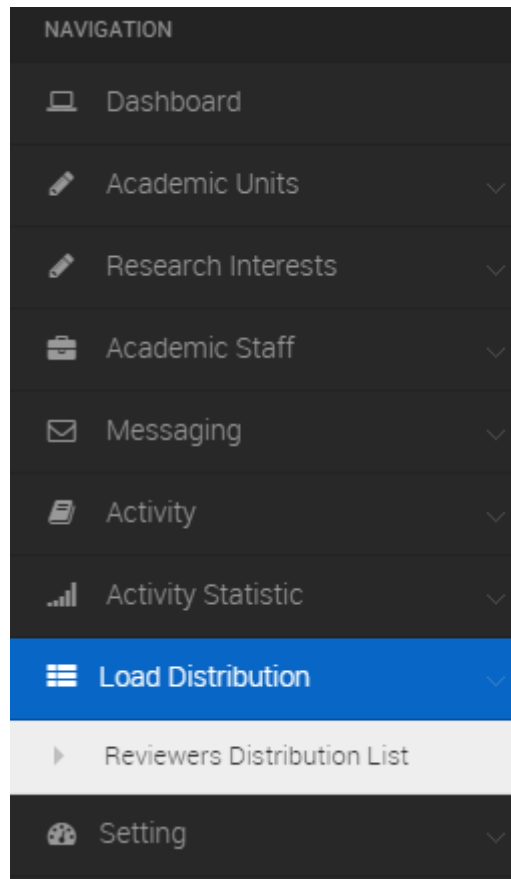 NAVIGATION
Dashboard
Academic Units
Research Interests
Academic Staff
Messaging
Activity
Activity Statistic
Load Distribution
Reviewers Distribution List
Setting